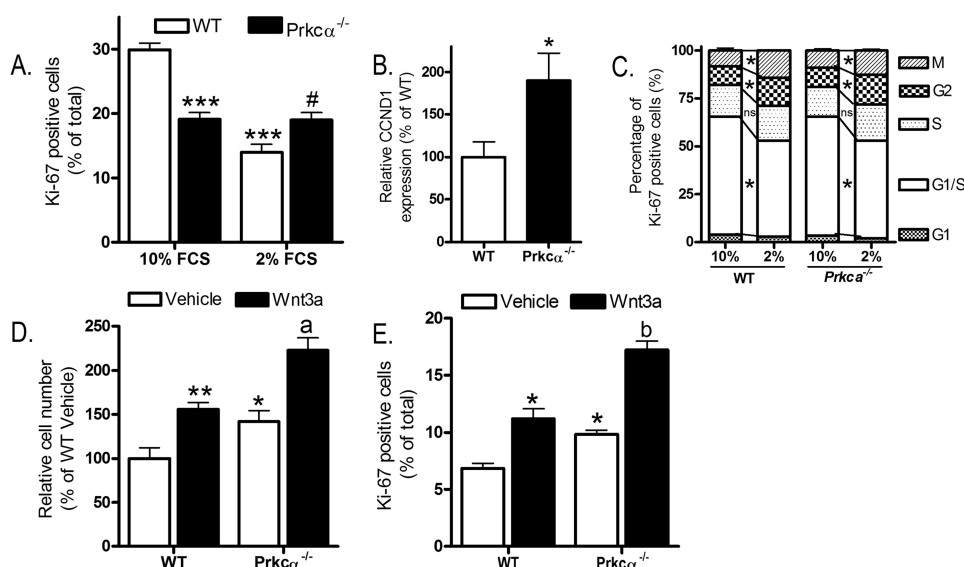 A.
WT
Prkcα-/-
Ki-67 positive cells
(% of total)
30
20
10
0
***
***
#
10% FCS
2% FCS
B.
Relative CCND1
expression (% of WT)
200
150
100
50
0
*
WT
Prkcα-/-
C.
Percentage of
Ki-67 positive cells (%)
100
75
50
25
0
*
*
ns
*
*
*
ns
*
10%
2%
10%
2%
WT
Prkca-/-
M
G2
S
G1/S
G1
D.
Vehicle
Wnt3a
Relative cell number
(% of WT Vehicle)
250
200
150
100
50
0
**
*
a
WT
Prkcα-/-
E.
Vehicle
Wnt3a
Ki-67 positive cells
(% of total)
20
15
10
5
0
*
*
b
WT
Prkcα-/-